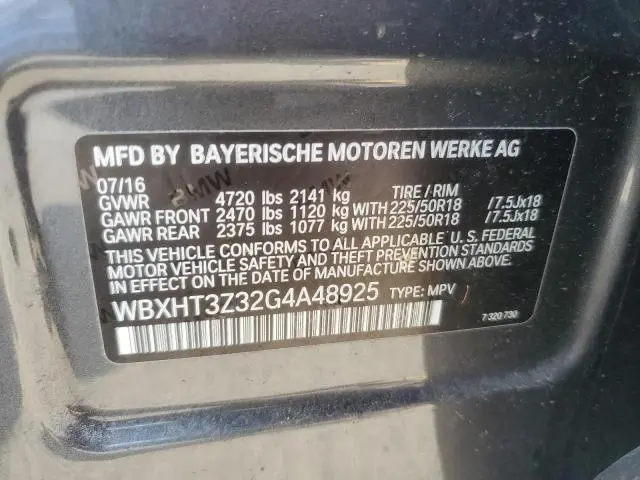 MFD BY BAYERISCHE MOTOREN WERKE AG
07/16
GVWR 4720 lbs 2141 kg TIRE / RIM
GAWR FRONT 2470 lbs 1120 kg WITH 225/50R18 /7.5Jx18
GAWR REAR 2375 lbs 1077 kg WITH 225/50R18 /7.5Jx18
THIS VEHICLE CONFORMS TO ALL APPLICABLE U. S. FEDERAL
MOTOR VEHICLE SAFETY AND THEFT PREVENTION STANDARDS
IN EFFECT ON THE DATE OF MANUFACTURE SHOWN ABOVE.
WBXHT3Z32G4A48925 TYPE: MPV
7 320 730